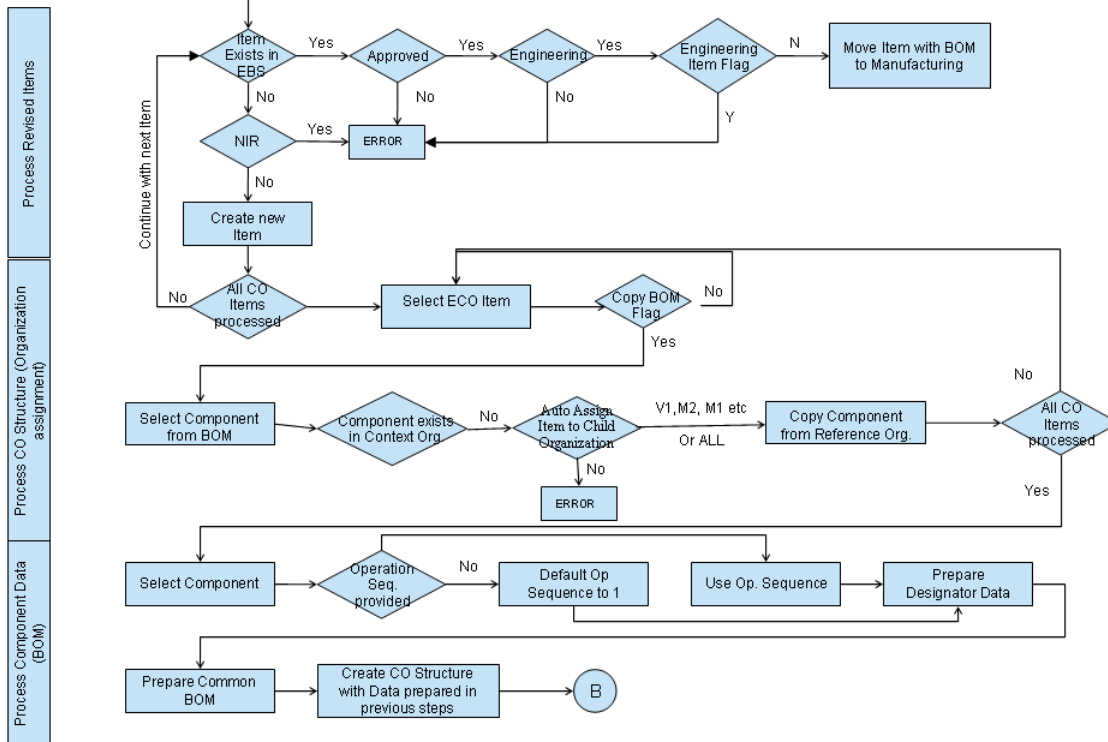 Process Revised Items
Item
Exists in
EBS
Yes
Approved
Yes
Engineering
Yes
Engineering
Item Flag
N
Move Item with BOM
to Manufacturing
No
No
No
Y
NIR
Yes
ERROR
Continue with next Item
No
Create new
Item
Process CO Structure (Organization
assignment)
No
All CO
Items
processed
Select ECO Item
Copy BOM
Flag
No
Yes
No
Select Component
from BOM
Component exists
in Context Org.
No
Auto Assign
Item to Child
Organization
V1,M2, M1 etc
Or ALL
Copy Component
from Reference Org.
All CO
Items
processed
No
ERROR
Yes
Process Component Data
(BOM)
Select Component
Operation
Seq.
provided
No
Default Op
Sequence to 1
Use Op. Sequence
Prepare
Designator Data
Prepare Common
BOM
Create CO Structure
with Data prepared in
previous steps
B